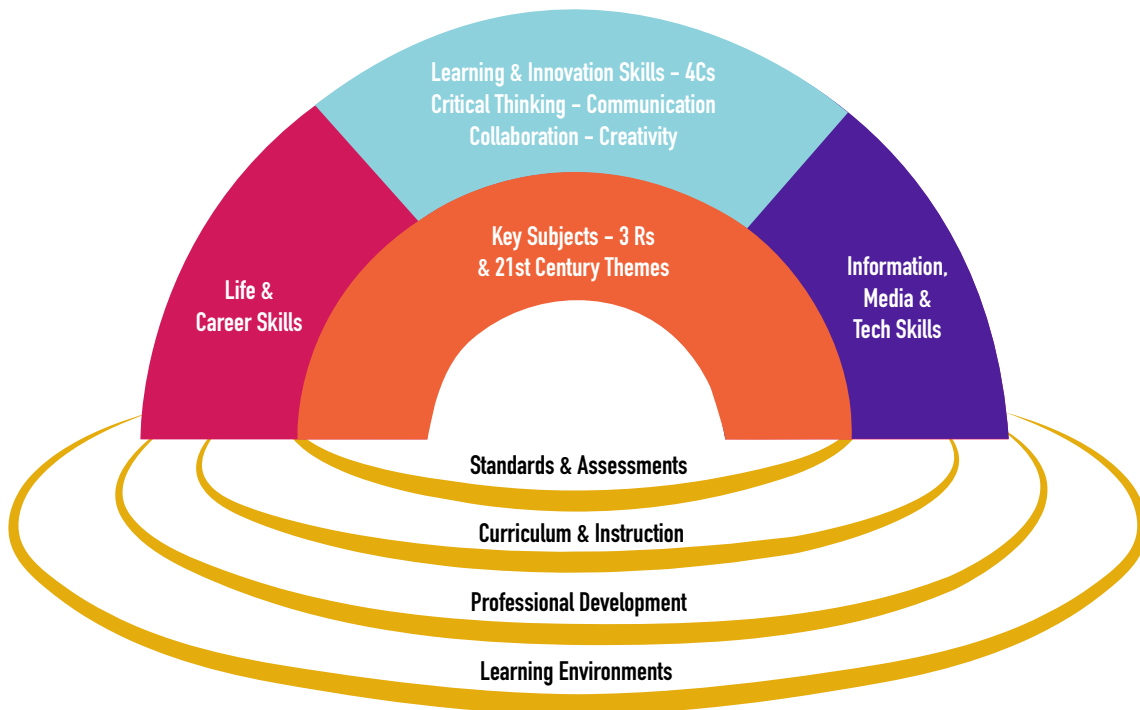 Learning & Innovation Skills – 4Cs
Critical Thinking – Communication
Collaboration – Creativity
Key Subjects – 3 Rs
& 21st Century Themes
Life &
Career Skills
Information,
Media &
Tech Skills
Standards & Assessments
Curriculum & Instruction
Professional Development
Learning Environments